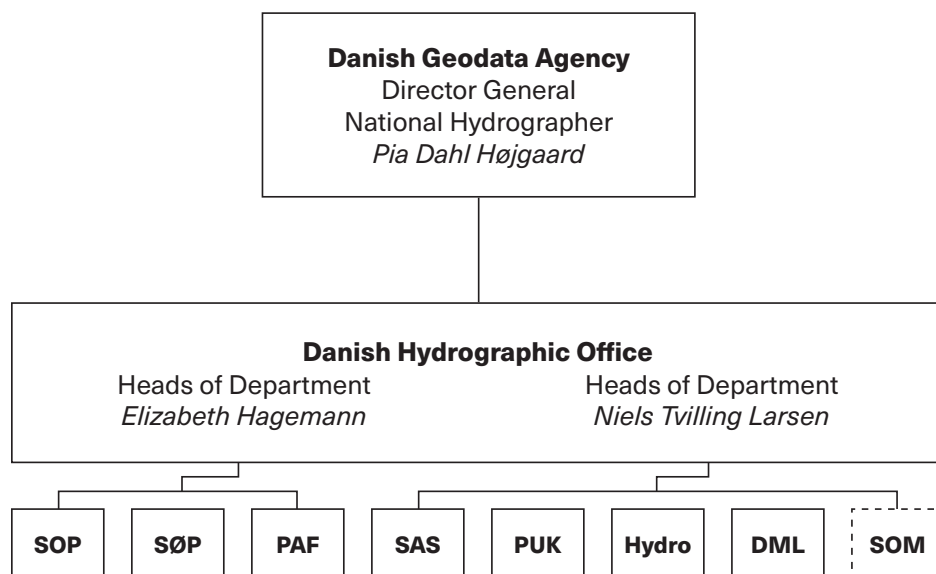 Danish Geodata Agency
Director General
National Hydrographer
Pia Dahl Højgaard
Danish Hydrographic Office
Heads of Department
Elizabeth Hagemann
Heads of Department
Niels Tvilling Larsen
SOP
SØP
PAF
SAS
PUK
Hydro
DML
SOM